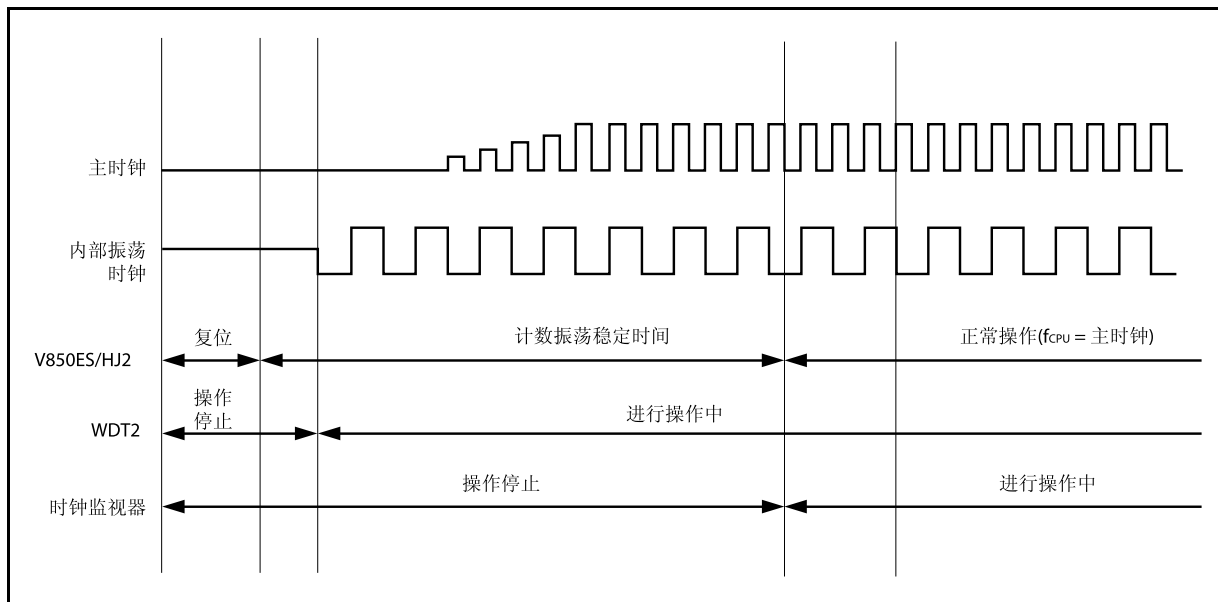 主时钟
内部振荡
时钟
复位
计数振荡稳定时间
正常操作(fCPU = 主时钟)
V850ES/HJ2
操作
停止
进行操作中
WDT2
操作停止
进行操作中
时钟监视器